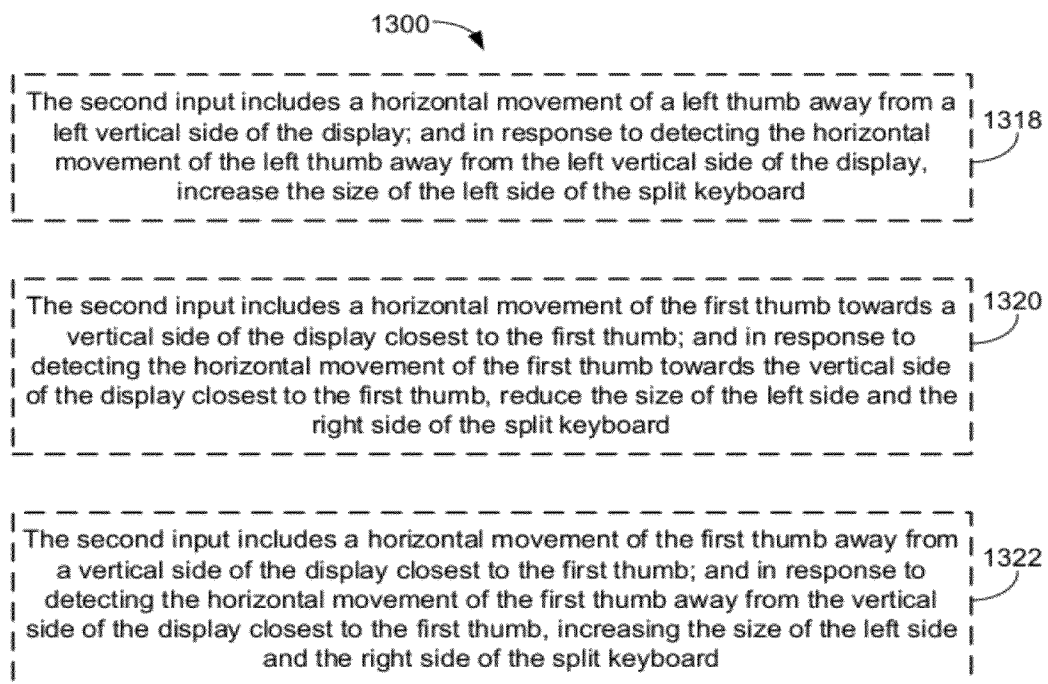 1300
The second input includes a horizontal movement of a left thumb away from a
left vertical side of the display; and in response to detecting the horizontal
movement of the left thumb away from the left vertical side of the display,
increase the size of the left side of the split keyboard
1318
The second input includes a horizontal movement of the first thumb towards a
vertical side of the display closest to the first thumb; and in response to
detecting the horizontal movement of the first thumb towards the vertical side
of the display closest to the first thumb, reduce the size of the left side and the
right side of the split keyboard
1320
The second input includes a horizontal movement of the first thumb away from
a vertical side of the display closest to the first thumb; and in response to
detecting the horizontal movement of the first thumb away from the vertical
side of the display closest to the first thumb, increasing the size of the left side
and the right side of the split keyboard
1322